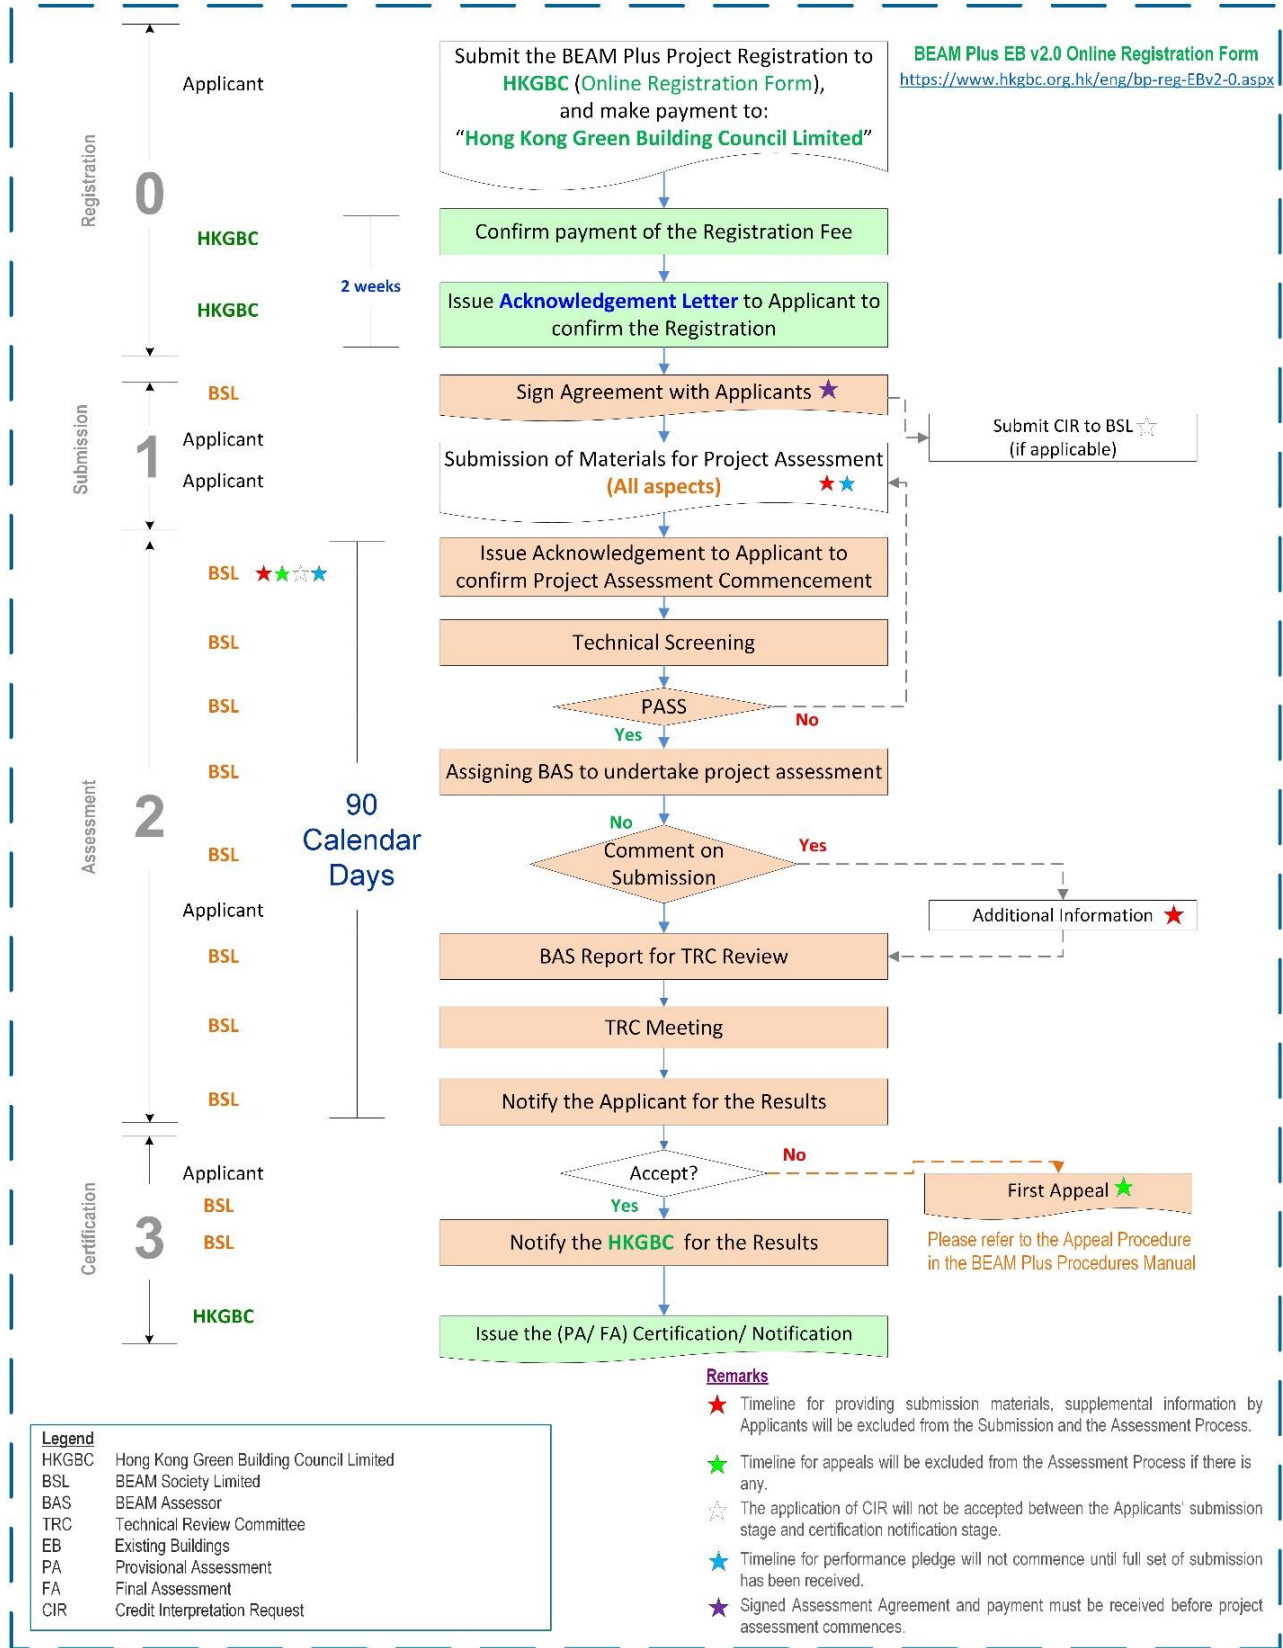 Submit the BEAM Plus Project Registration to
HKGBC (Online Registration Form),
and make payment to:
“Hong Kong Green Building Council Limited”
BEAM Plus EB v2.0 Online Registration Form
https://www.hkgbc.org.hk/eng/bp-reg-EBv2-0.aspx
Registration
0
Applicant
HKGBC
2 weeks
Confirm payment of the Registration Fee
HKGBC
Issue Acknowledgement Letter to Applicant to
confirm the Registration
Submission
1
BSL
Sign Agreement with Applicants
Submit CIR to BSL
(if applicable)
Applicant
Applicant
Submission of Materials for Project Assessment
(All aspects)
Assessment
2
90
Calendar
Days
BSL
Issue Acknowledgement to Applicant to
confirm Project Assessment Commencement
BSL
Technical Screening
BSL
PASS
No
Yes
BSL
Assigning BAS to undertake project assessment
No
Yes
BSL
Comment on
Submission
Applicant
Additional Information
BSL
BAS Report for TRC Review
BSL
TRC Meeting
BSL
Notify the Applicant for the Results
Certification
3
Applicant
Accept?
No
Yes
BSL
First Appeal
Please refer to the Appeal Procedure
in the BEAM Plus Procedures Manual
BSL
Notify the HKGBC for the Results
HKGBC
Issue the (PA/ FA) Certification/ Notification
Remarks
Timeline for providing submission materials, supplemental information by
Applicants will be excluded from the Submission and the Assessment Process.
Timeline for appeals will be excluded from the Assessment Process if there is
any.
The application of CIR will not be accepted between the Applicants' submission
stage and certification notification stage.
Timeline for performance pledge will not commence until full set of submission
has been received.
Signed Assessment Agreement and payment must be received before project
assessment commences.
Legend
HKGBC Hong Kong Green Building Council Limited
BSL BEAM Society Limited
BAS BEAM Assessor
TRC Technical Review Committee
EB Existing Buildings
PA Provisional Assessment
FA Final Assessment
CIR Credit Interpretation Request